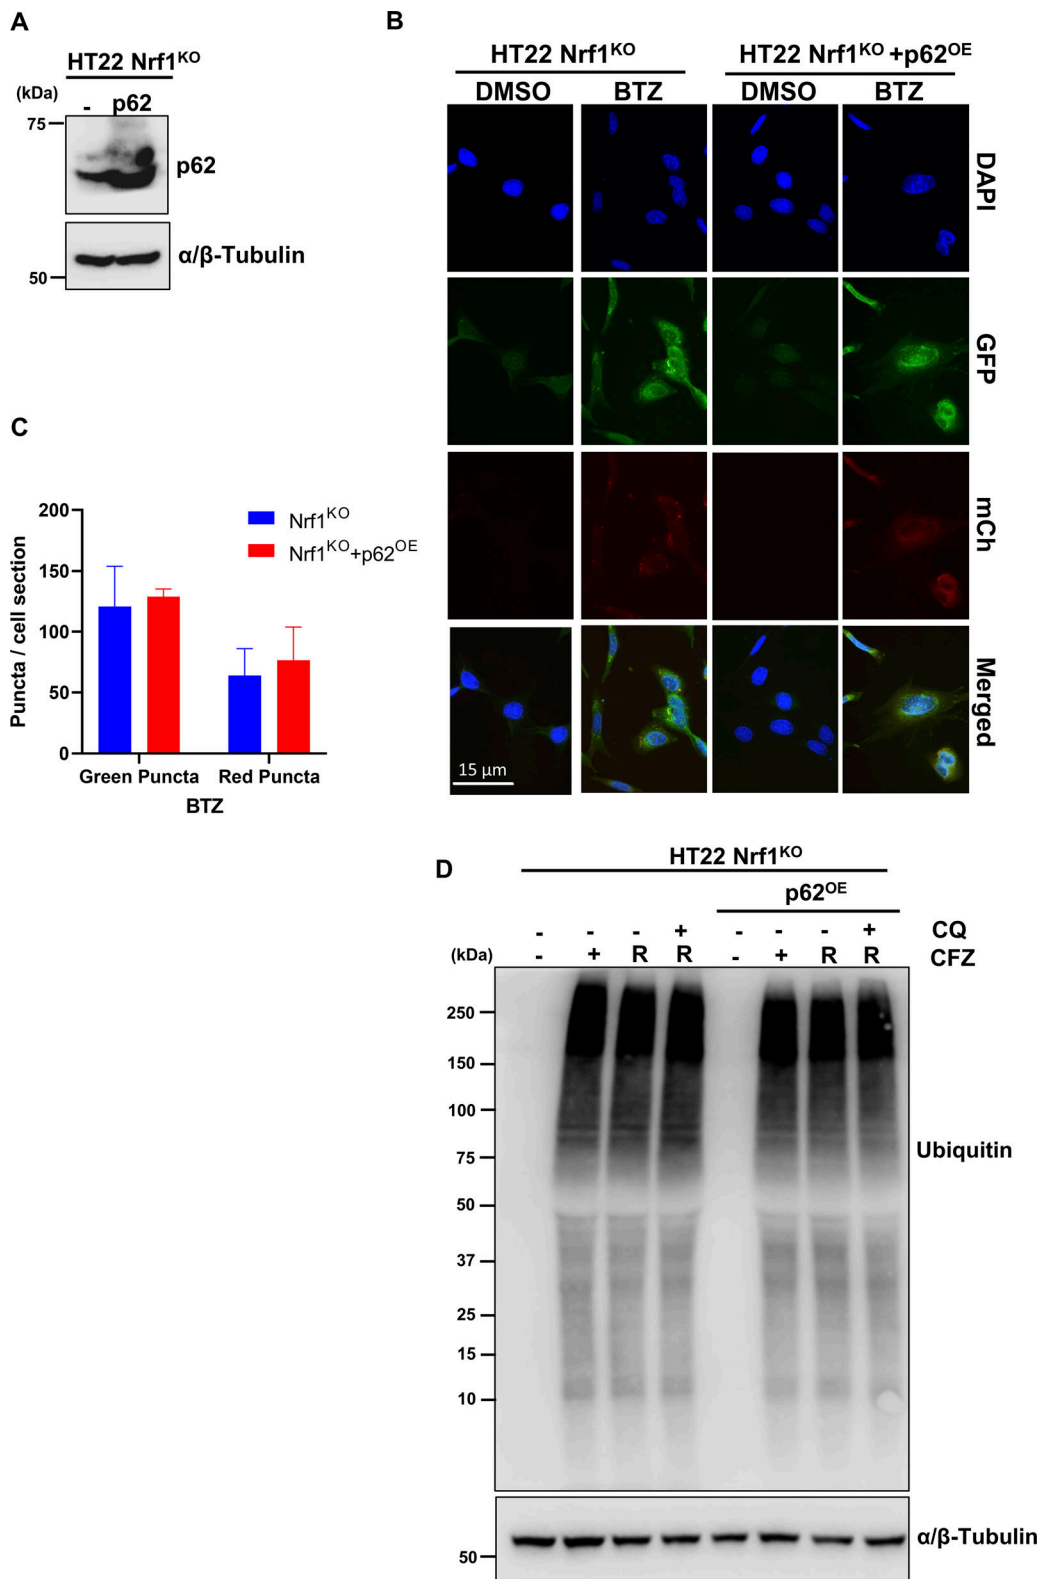 A
HT22 Nrf1KO
(kDa)
- p62
75
p62
α/β-Tubulin
50
B
HT22 Nrf1KO HT22 Nrf1KO +p62OE
DMSO BTZ DMSO BTZ
DAPI
GFP
mCh
Merged
15 μm
C
200
150
100
50
0
Puncta / cell section
Nrf1KO
Nrf1KO+p62OE
Green Puncta Red Puncta
BTZ
D
HT22 Nrf1KO
p62OE
- - - + - - - + CQ
(kDa) - + R R - + R R CFZ
250
150
100
75
50
37
25
15
10
Ubiquitin
α/β-Tubulin
50